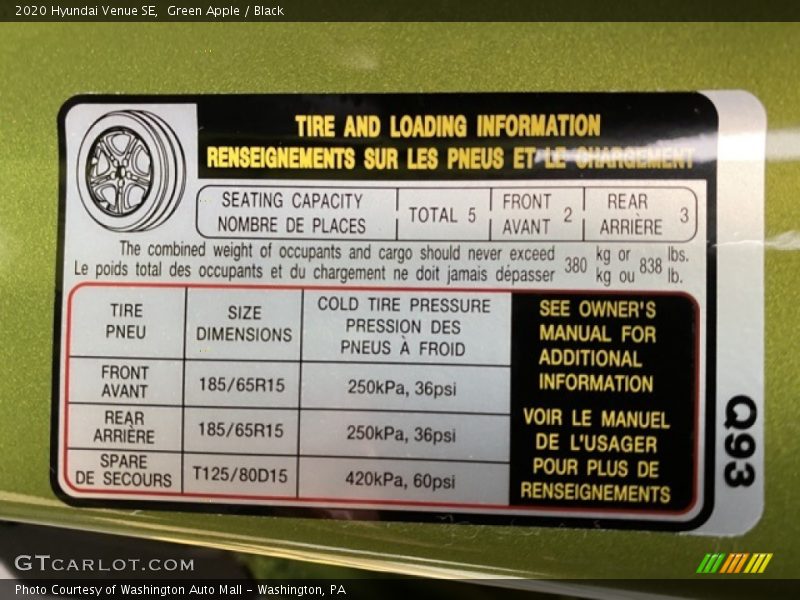 2020 Hyundai Venue SE, Green Apple / Black
TIRE AND LOADING INFORMATION
RENSEIGNEMENTS SUR LES PNEUS ET LE CHARGEMENT
SEATING CAPACITY
NOMBRE DE PLACES
TOTAL 5
FRONT
AVANT
2
REAR
ARRIÈRE
3
The combined weight of occupants and cargo should never exceed
Le poids total des occupants et du chargement ne doit jamais dépasser
380
kg or
kg ou
838
lbs.
lb.
TIRE
PNEU
SIZE
DIMENSIONS
COLD TIRE PRESSURE
PRESSION DES
PNEUS À FROID
FRONT
AVANT
185/65R15
250kPa, 36psi
REAR
ARRIÈRE
185/65R15
250kPa, 36psi
SPARE
DE SECOURS
T125/80D15
420kPa, 60psi
SEE OWNER'S
MANUAL FOR
ADDITIONAL
INFORMATION
VOIR LE MANUEL
DE L'USAGER
POUR PLUS DE
RENSEIGNEMENTS
Q93
GTCARLOT.COM
Photo Courtesy of Washington Auto Mall - Washington, PA